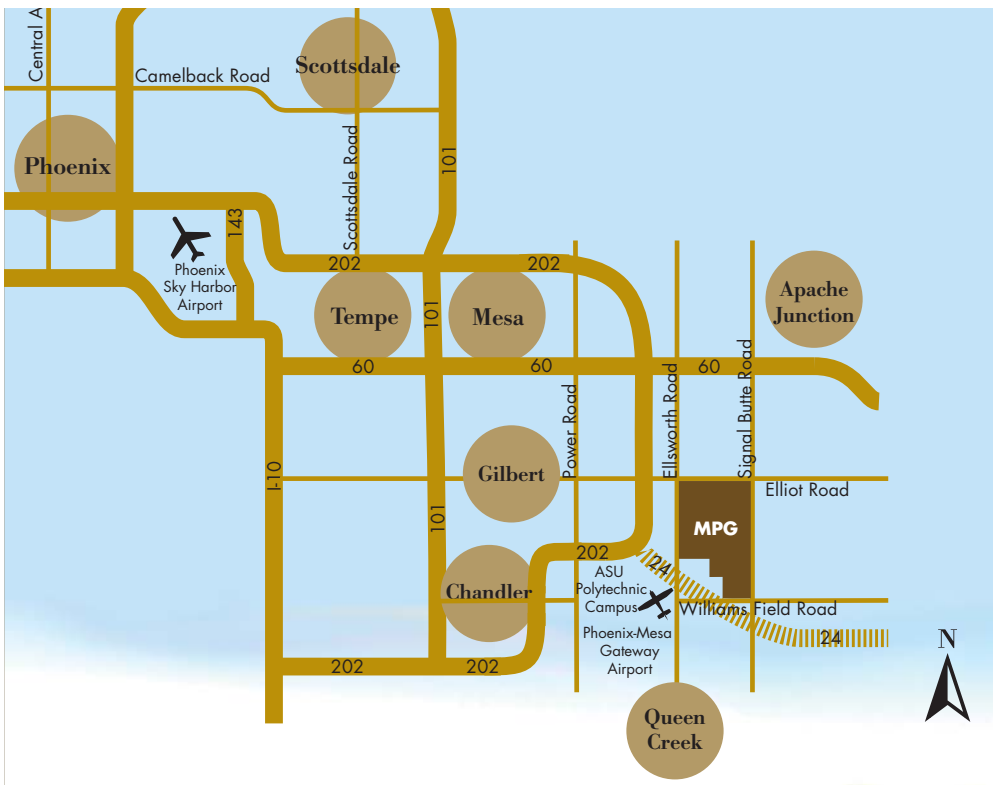 Central A
Camelback Road
Scottsdale
Phoenix
Scottsdale Road
101
143
Phoenix
Sky Harbor
Airport
202
202
Apache
Junction
Tempe
101
Mesa
60
60
60
Power Road
Ellsworth Road
Signal Butte Road
I-10
Gilbert
Elliot Road
101
MPG
202
24
ASU
Polytechnic
Campus
Chandler
Williams Field Road
Phoenix-Mesa
Gateway
Airport
24
202
202
N
Queen
Creek